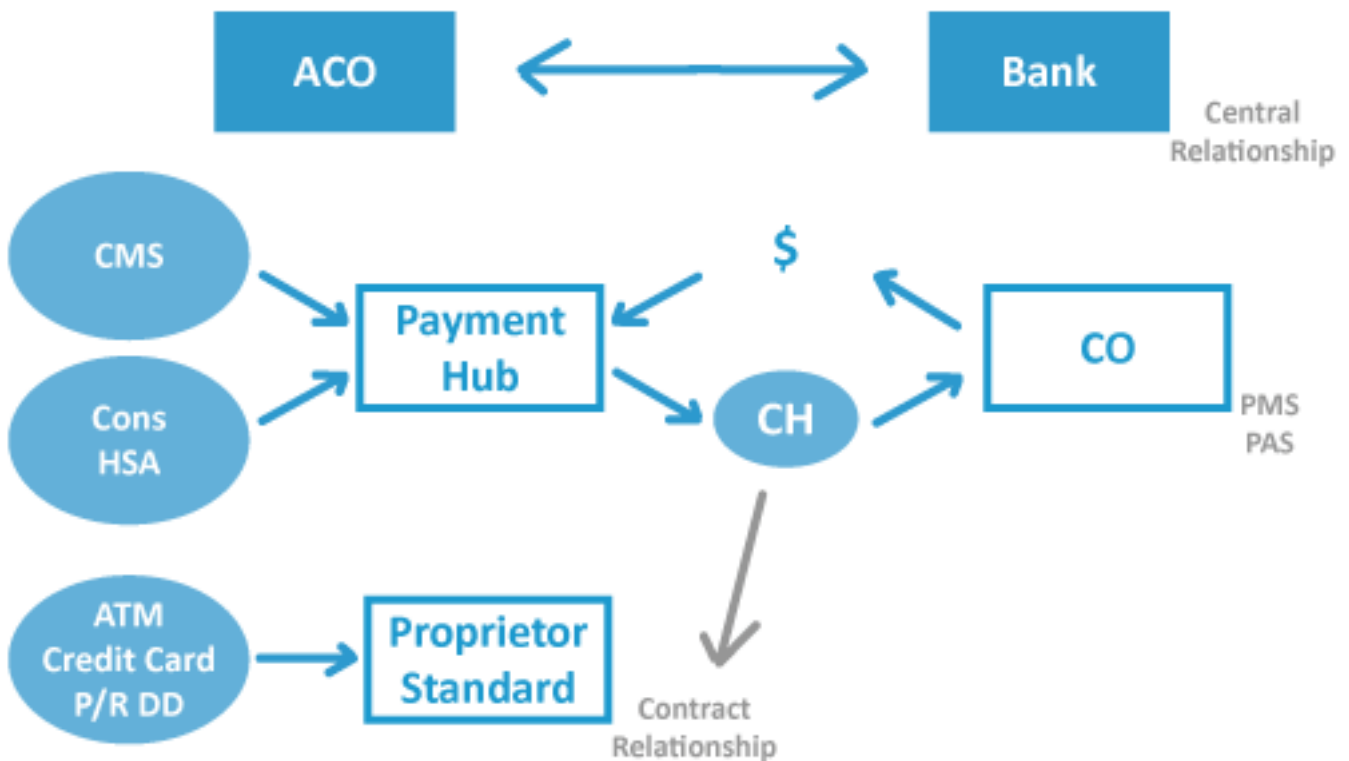 ACO
Bank
Central
Relationship
CMS
$
Payment
Hub
CO
Cons
HSA
CH
PMS
PAS
ATM
Credit Card
P/R DD
Proprietor
Standard
Contract
Relationship